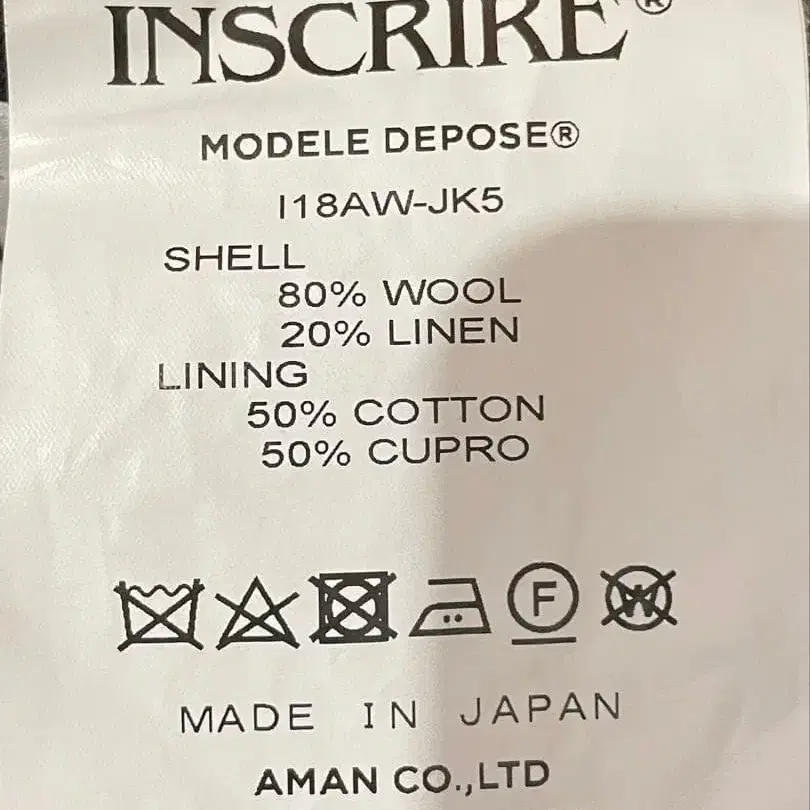 INSCRIRE®
MODELE DEPOSE®
I18AW-JK5
SHELL
80% WOOL
20% LINEN
LINING
50% COTTON
50% CUPRO
F W
MADE IN JAPAN
AMAN CO.,LTD